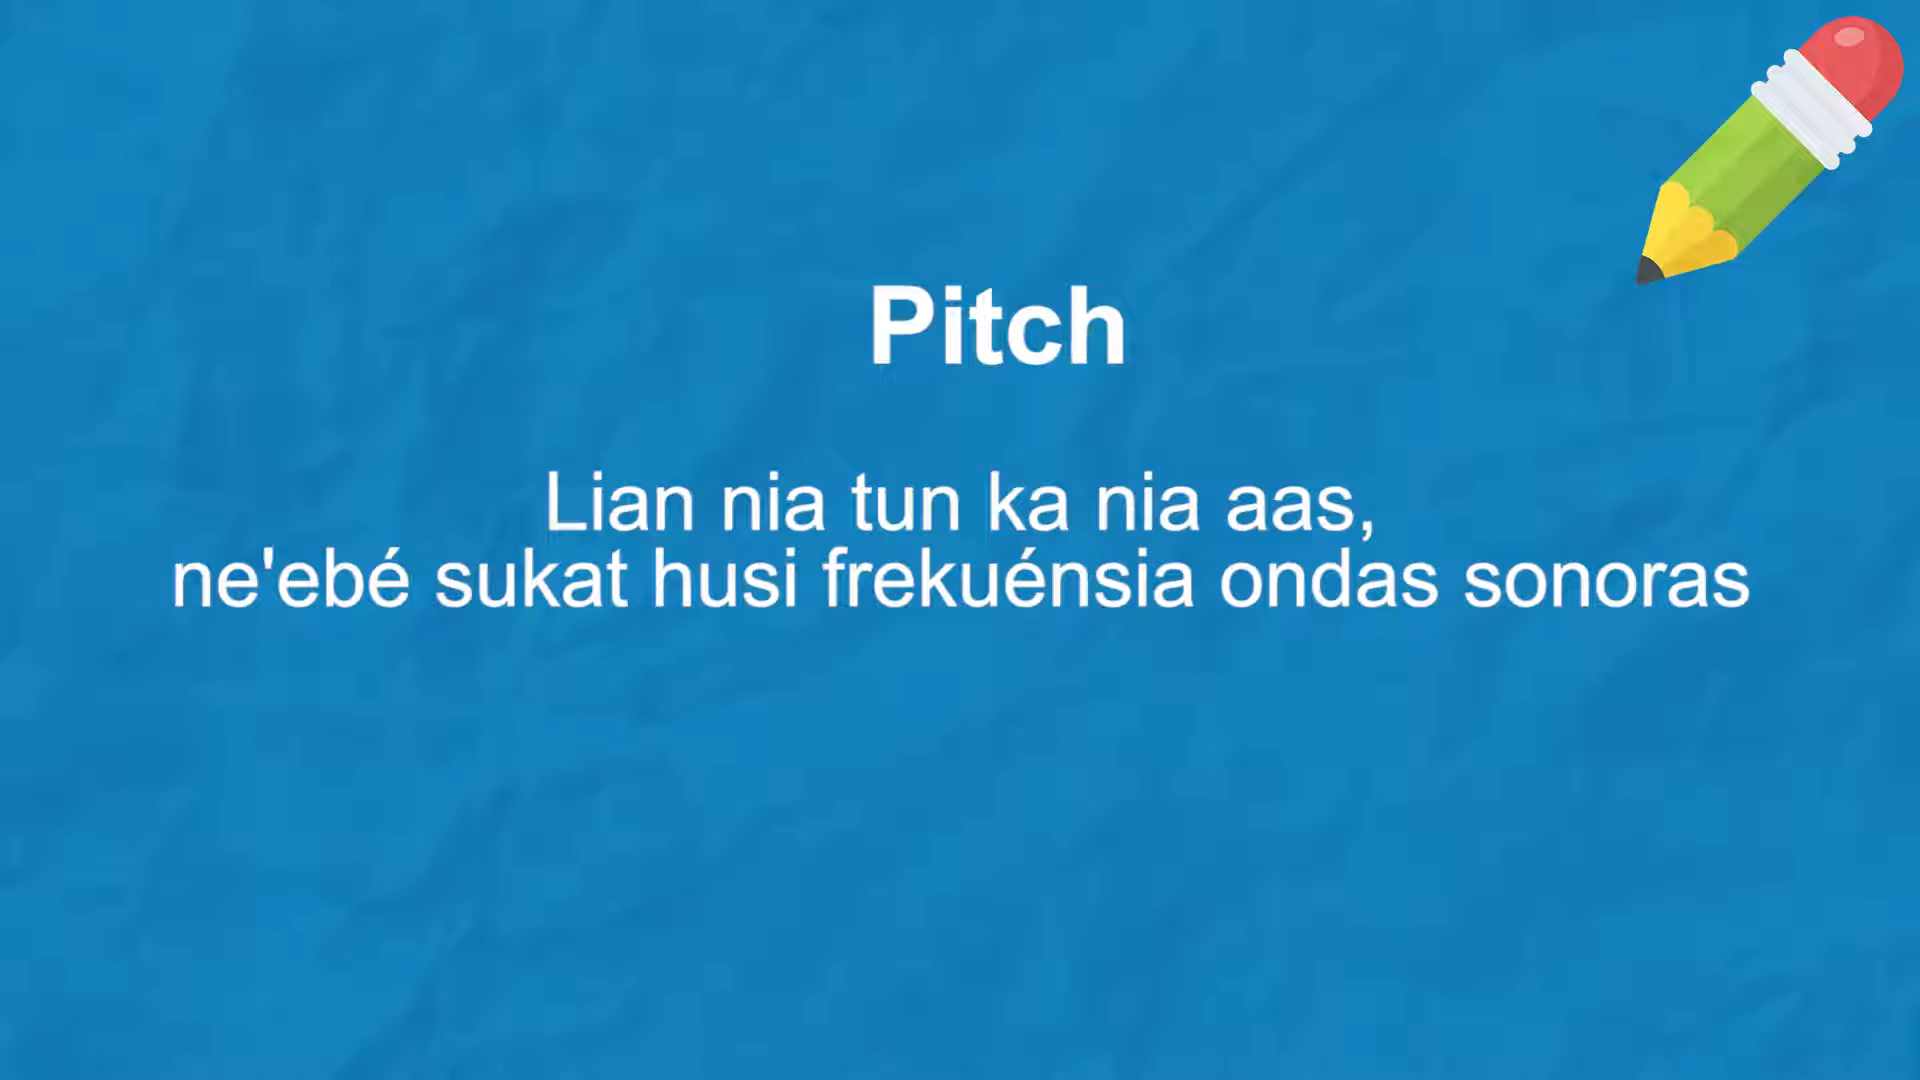 Pitch
Lian nia tun ka nia aas,
ne'ebé sukat husi frekuénsia ondas sonoras